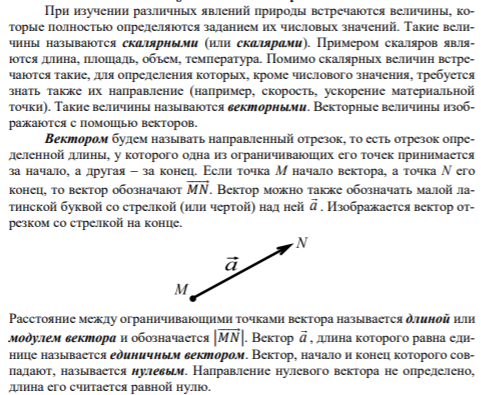 При изучении различных явлений природы встречаются величины, ко-
торые полностью определяются заданием их числовых значений. Такие вели-
чины называются скалярными (или скалярами). Примером скаляров явля-
ются длина, площадь, объем, температура. Помимо скалярных величин встре-
чаются такие, для определения которых, кроме числового значения, требуется
знать также их направление (например, скорость, ускорение материальной
точки). Такие величины называются векторными. Векторные величины изоб-
ражаются с помощью векторов.
Вектором будем называть направленный отрезок, то есть отрезок опре-
деленной длины, у которого одна из ограничивающих его точек принимается
за начало, а другая – за конец. Если точка M начало вектора, а точка N его
конец, то вектор обозначают $\overrightarrow{MN}$. Вектор можно также обозначать малой ла-
тинской буквой со стрелкой (или чертой) над ней $\vec{a}$. Изображается вектор от-
резком со стрелкой на конце.
N
$\vec{a}$
M
Расстояние между ограничивающими точками вектора называется длиной или
модулем вектора и обозначается $|\overrightarrow{MN}|$. Вектор $\vec{a}$, длина которого равна еди-
нице называется единичным вектором. Вектор, начало и конец которого сов-
падают, называется нулевым. Направление нулевого вектора не определено,
длина его считается равной нулю.